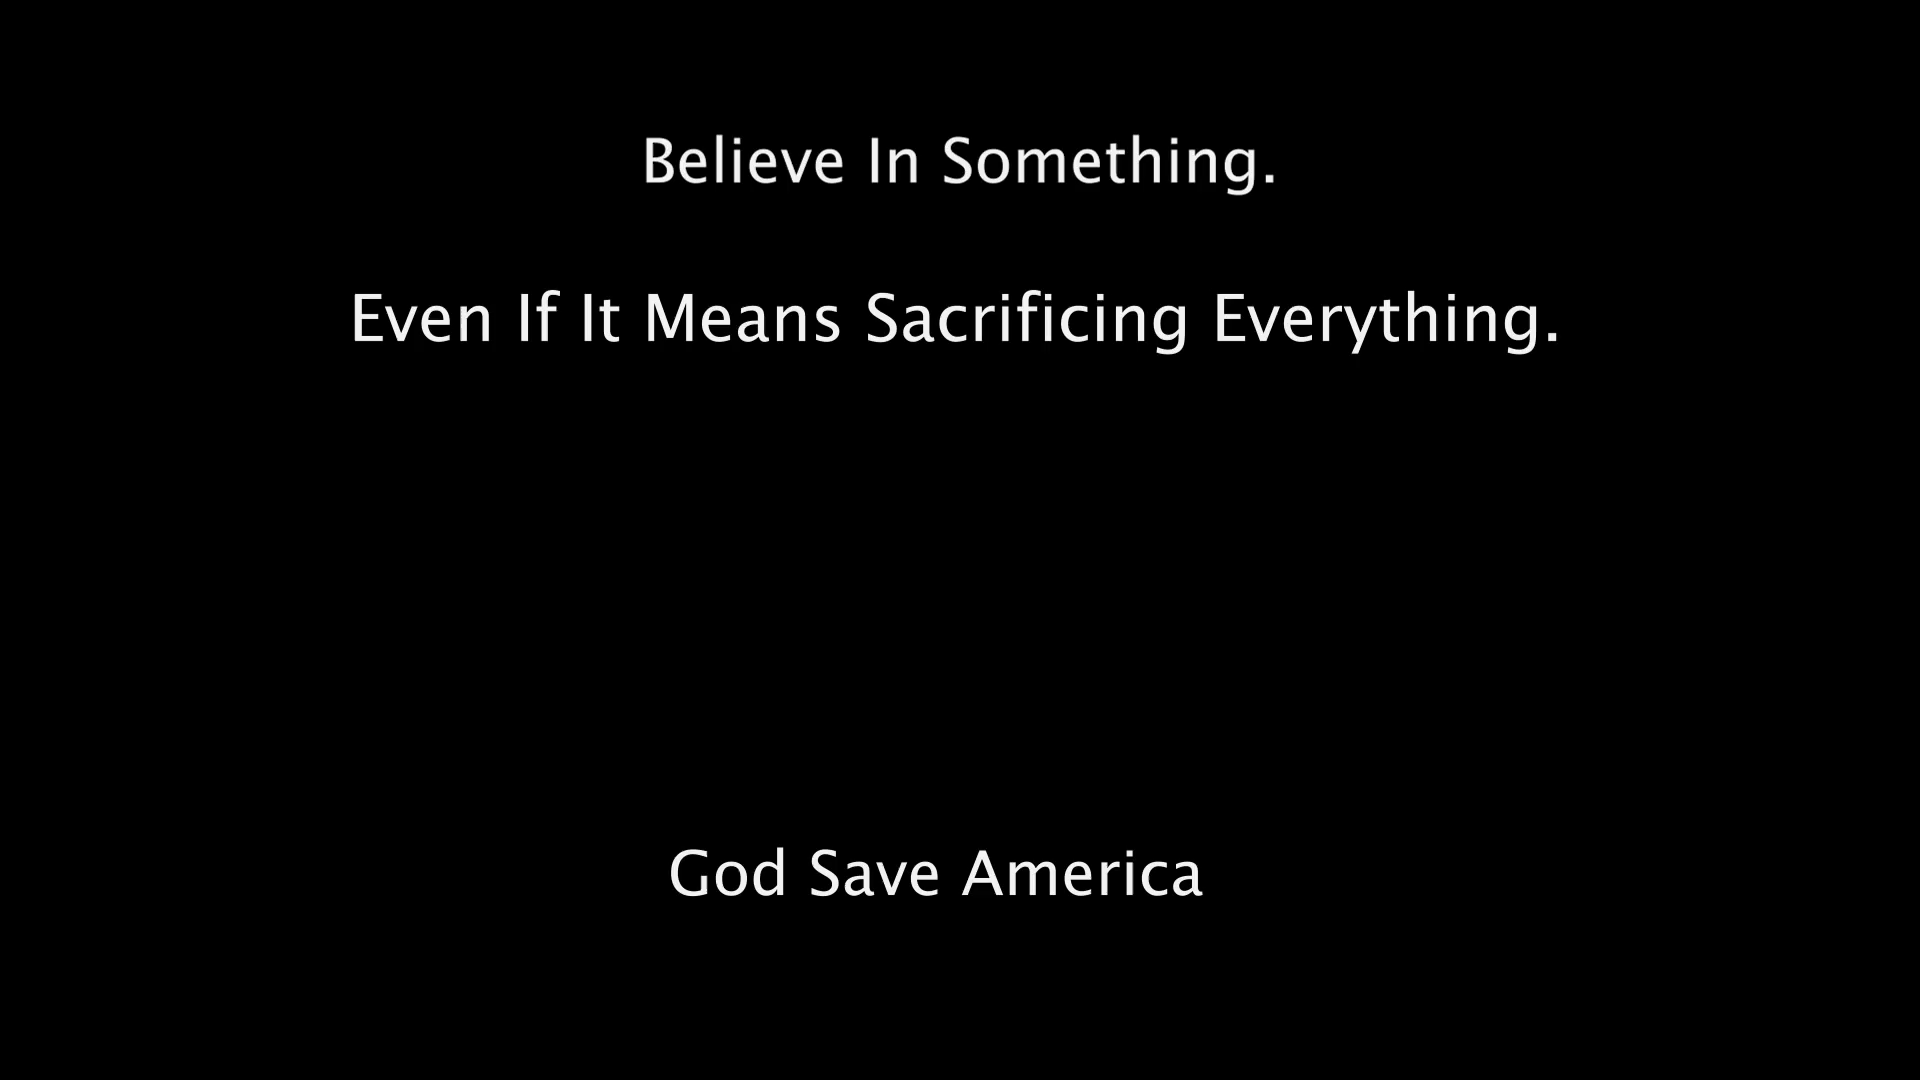 Believe In Something.
Even If It Means Sacrificing Everything.
God Save America